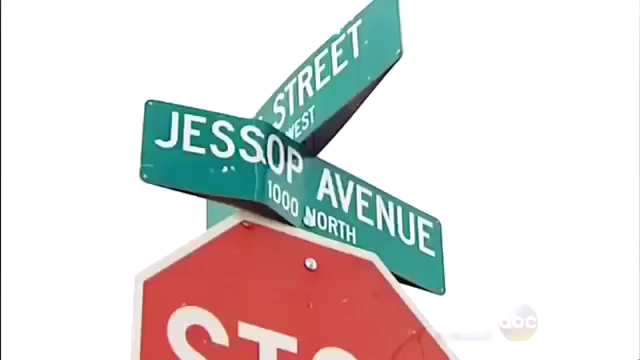 STREET
WEST
JESSOP AVENUE
1000 NORTH
STO
abc